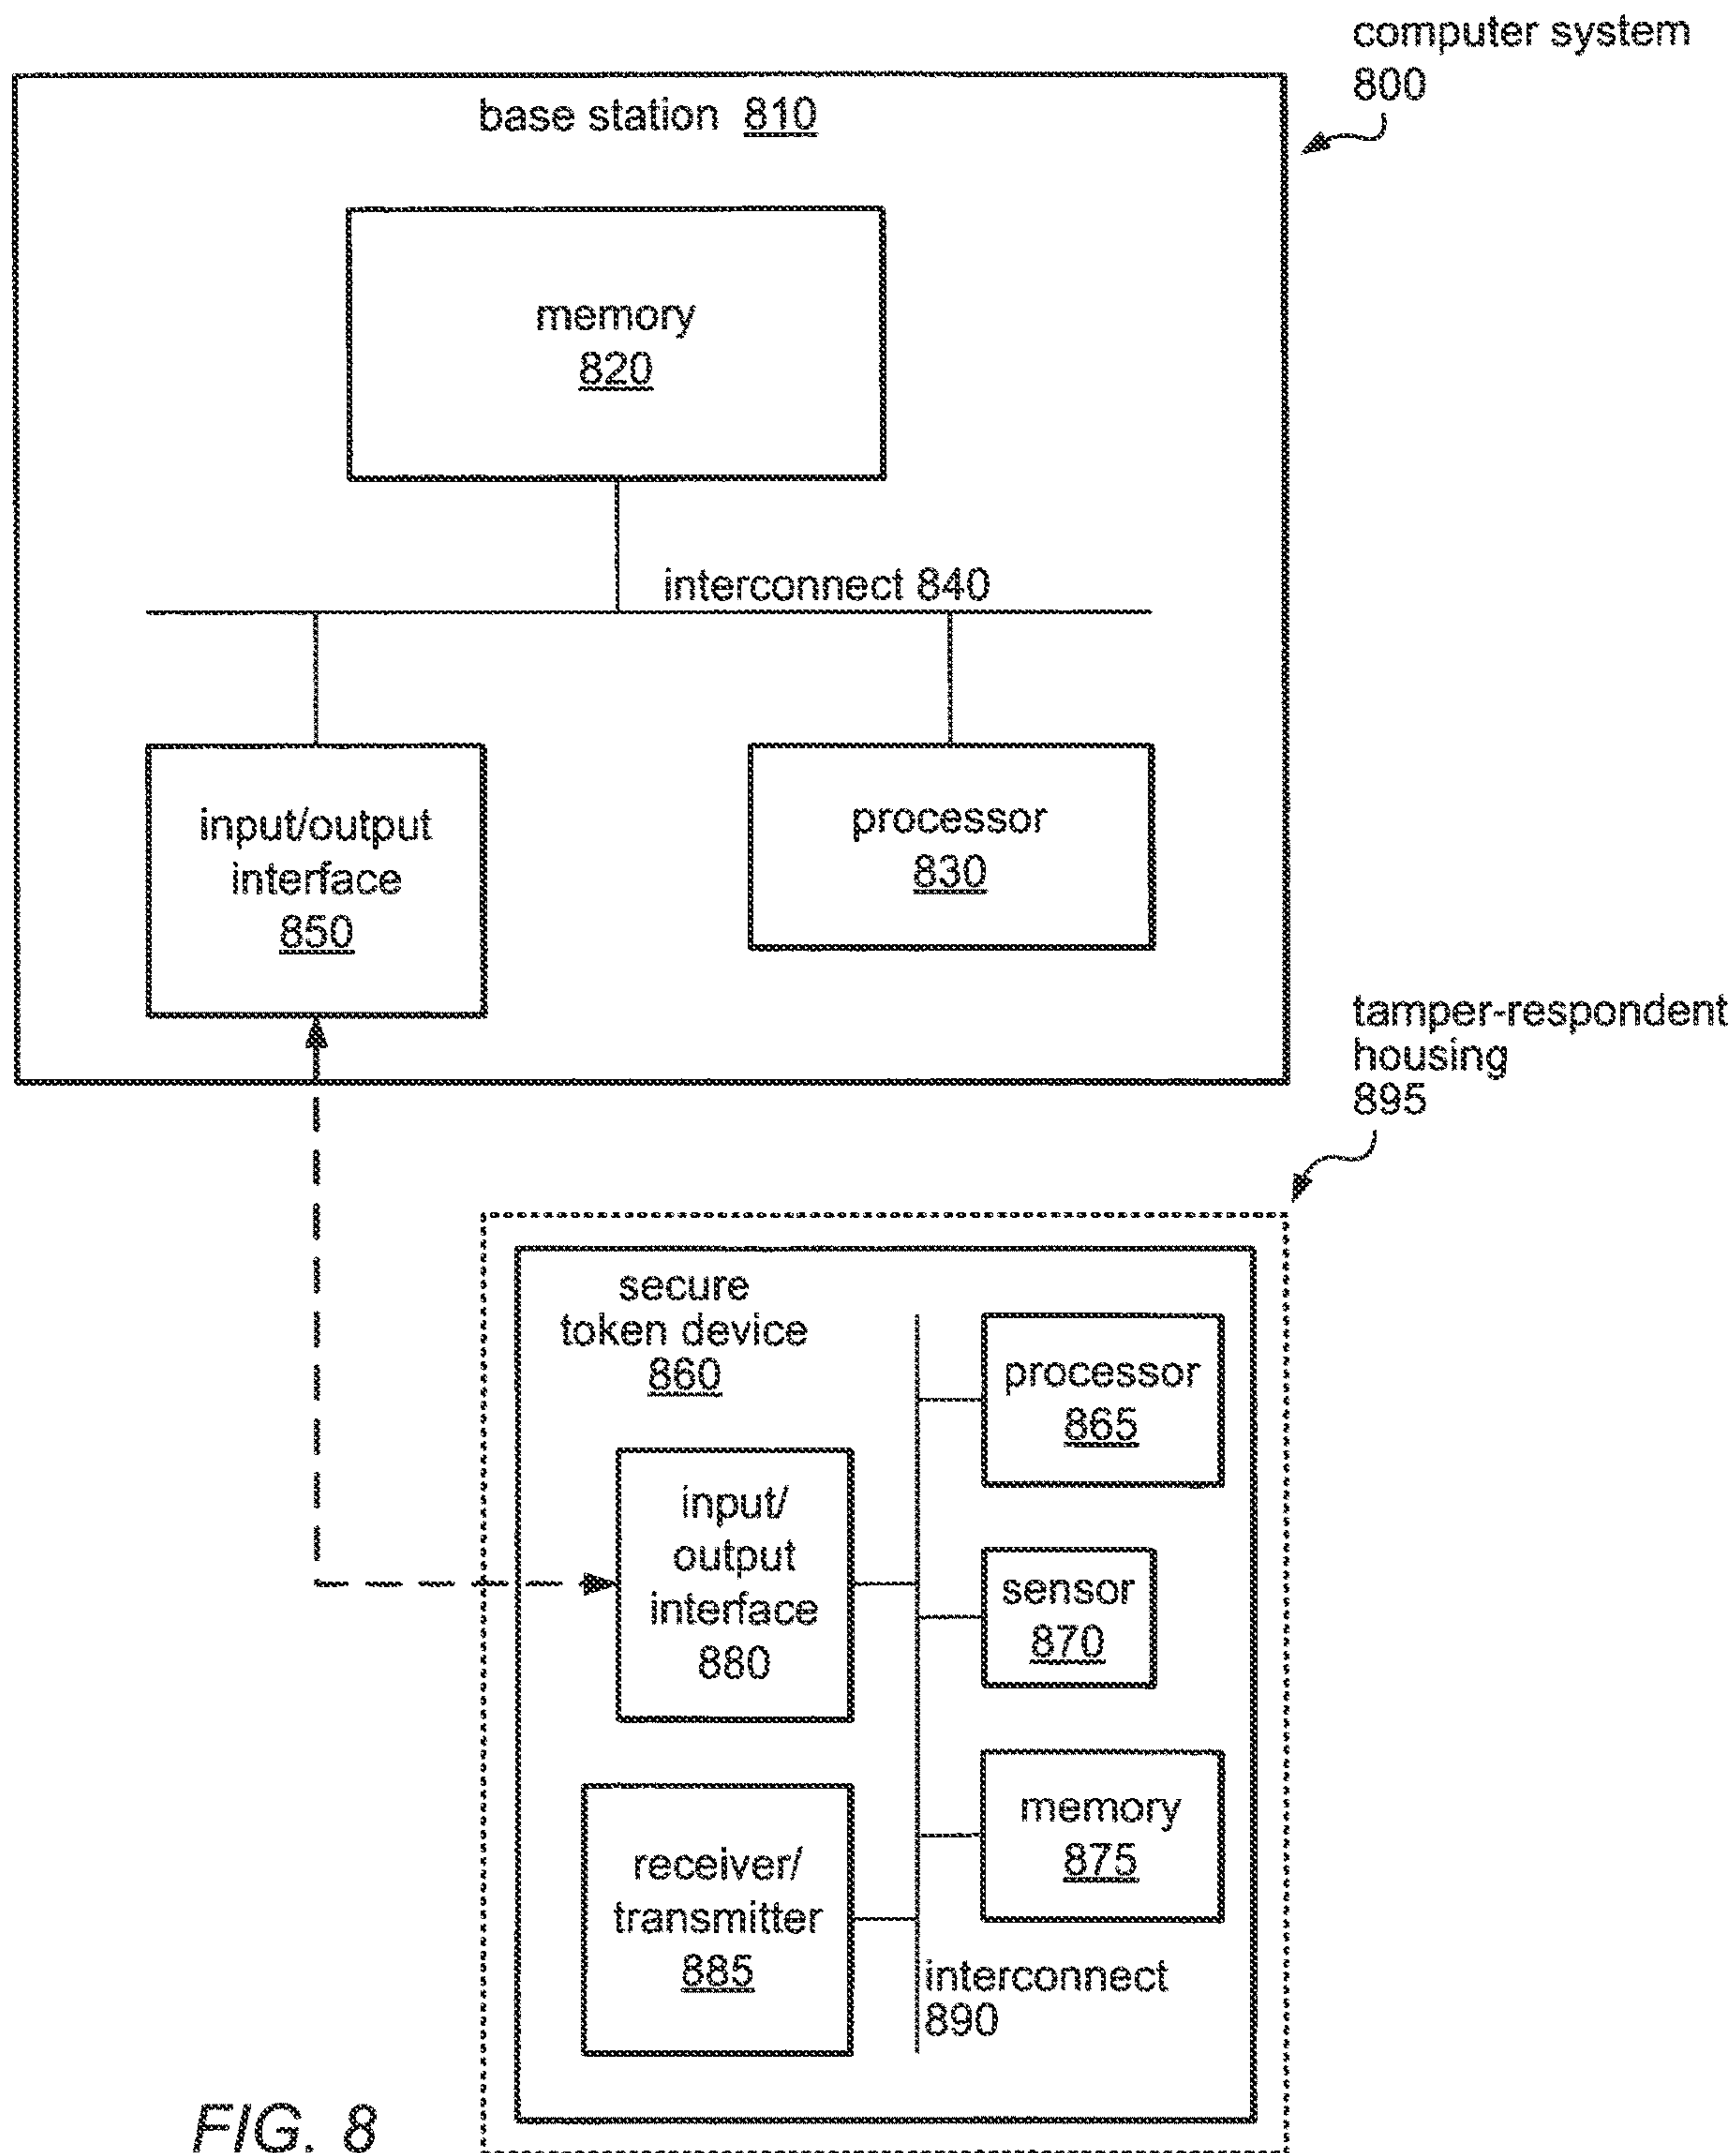 computer system
800
base station 810
memory
820
interconnect 840
input/output
interface
850
processor
830
tamper-respondent
housing
895
secure
token device
860
processor
865
input/
output
interface
880
sensor
870
memory
875
receiver/
transmitter
885
interconnect
890
FIG. 8